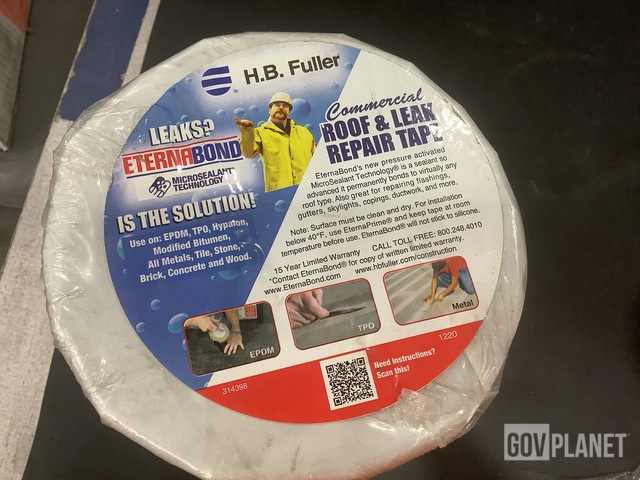 H.B. Fuller
LEAKS?
ETERNABOND
MICROSEALANT
TECHNOLOGY
IS THE SOLUTION!
Use on: EPDM, TPO, Hypalon,
Modified Bitumen,
All Metals, Tile, Stone,
Brick, Concrete and Wood.
Commercial
ROOF & LEAK
REPAIR TAPE
EternaBond's new pressure activated
MicroSealant Technology® is a sealant so
advanced it permanently bonds to virtually any
roof type. Also great for repairing flashings,
gutters, skylights, copings, ductwork, and more.
Note: Surface must be clean and dry. For installation
below 40°F, use EternaPrime® and keep tape at room
temperature before use. EternaBond® will not stick to silicone.
15 Year Limited Warranty CALL TOLL FREE: 800.248.4010
*Contact EternaBond® for copy of written limited warranty.
www.EternaBond.com www.hbfuller.com/construction
EPDM
TPO
Metal
1220
314398
Need Instructions?
Scan this!
GOVPLANET